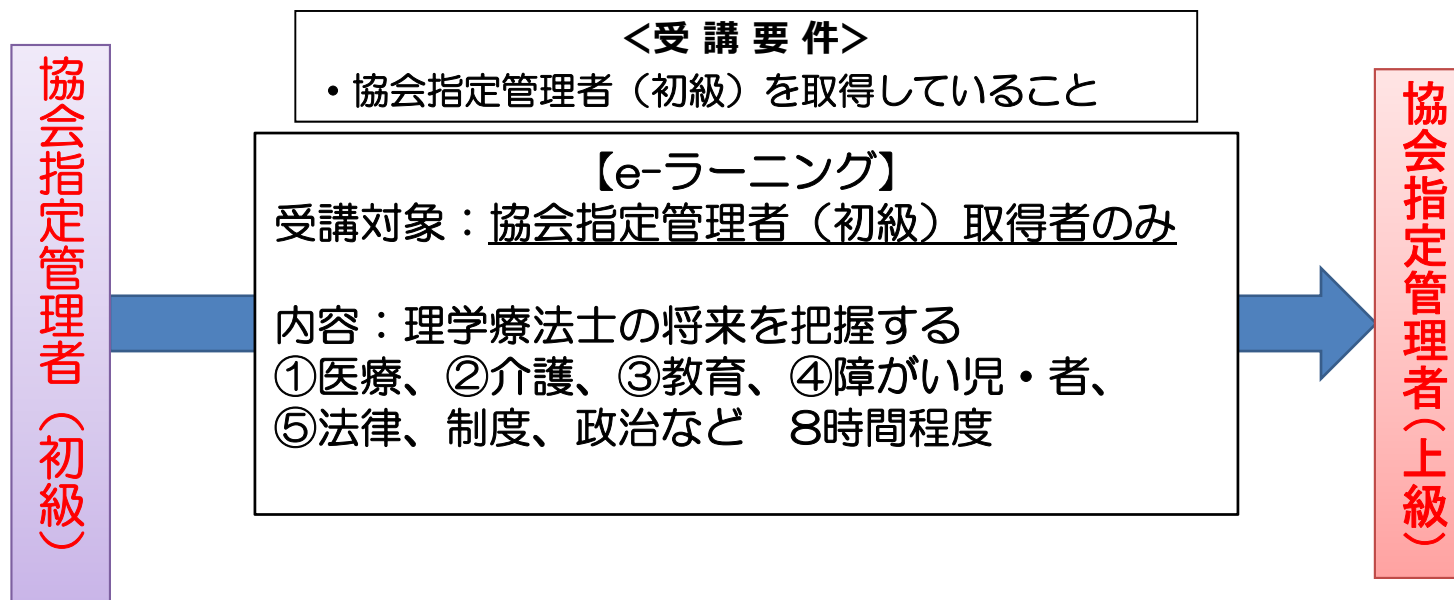 協会指定管理者（初級）
＜受 講 要 件＞
・協会指定管理者（初級）を取得していること
【e-ラーニング】
受講対象：協会指定管理者（初級）取得者のみ
内容：理学療法士の将来を把握する
①医療、②介護、③教育、④障がい児・者、
⑤法律、制度、政治など　8時間程度
協会指定管理者（上級）